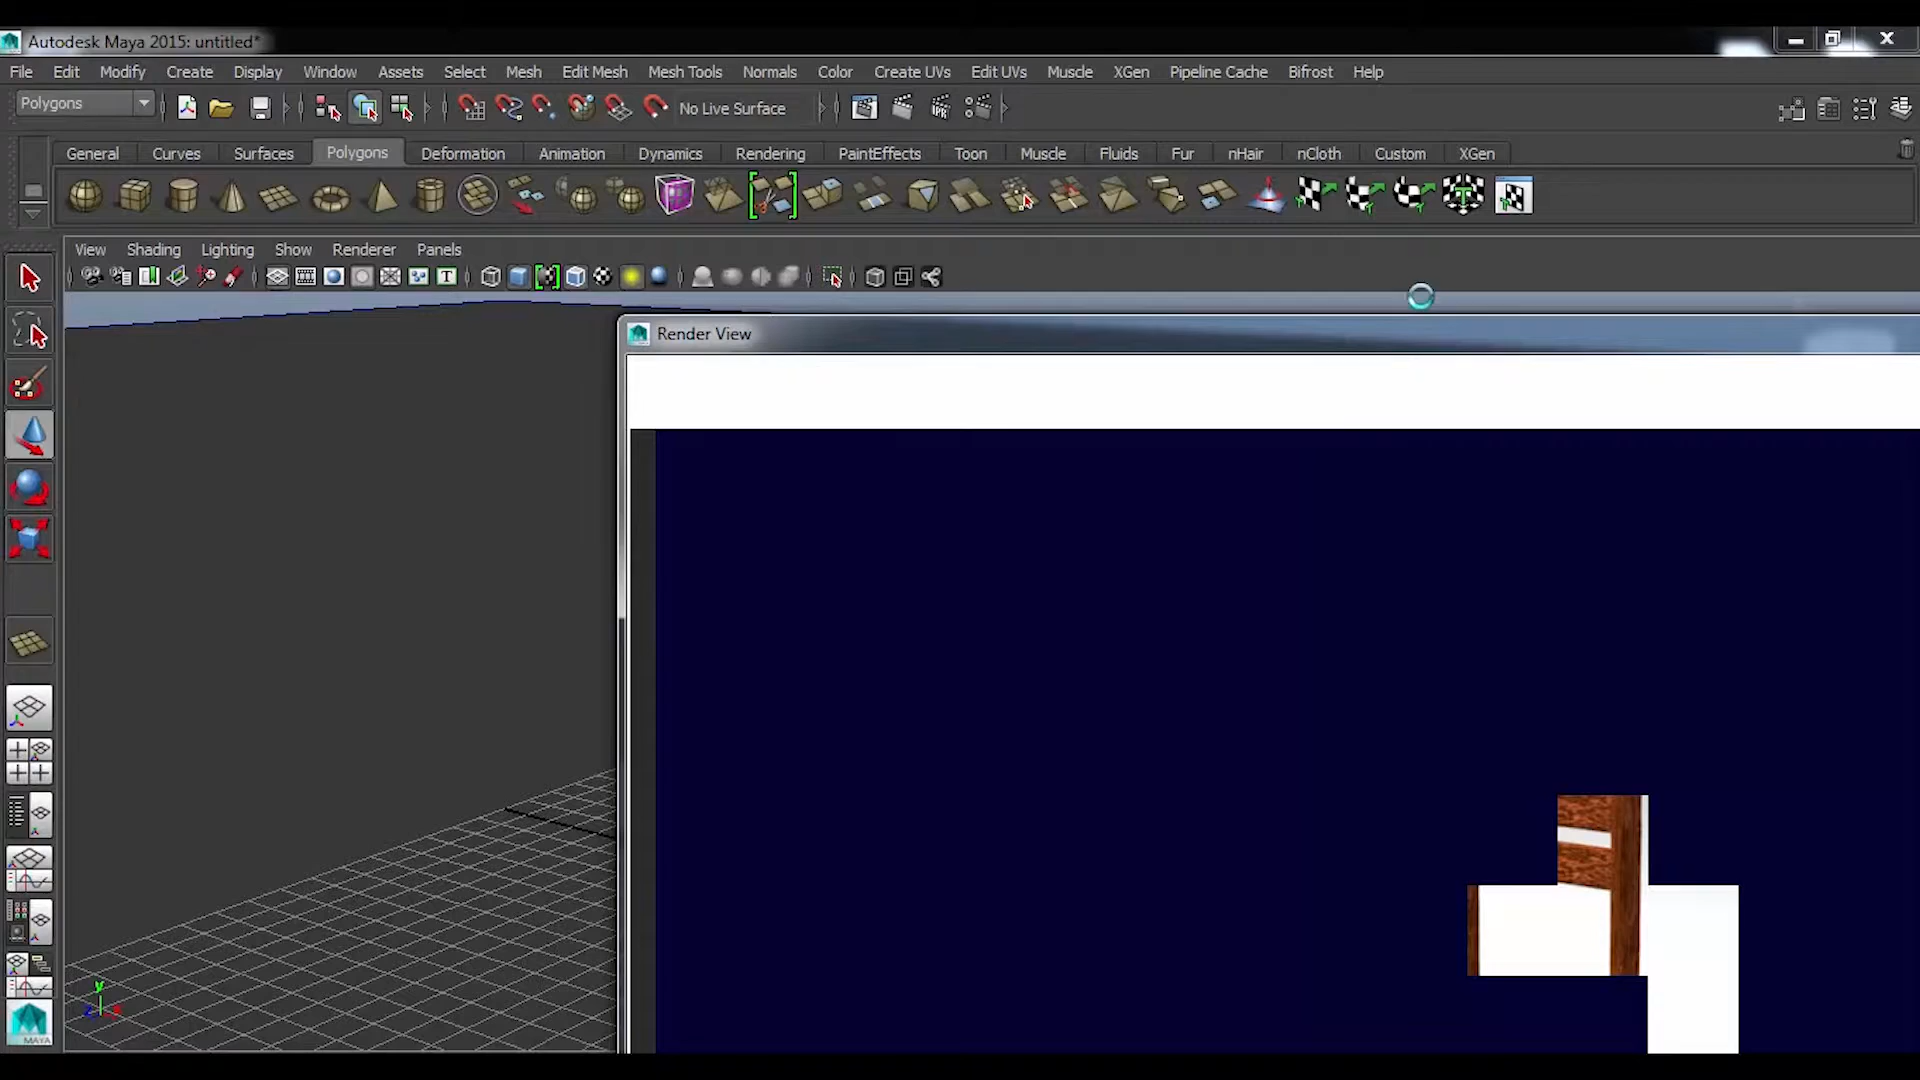 Autodesk Maya 2015: untitled*
File Edit Modify Create Display Window Assets Select Mesh Edit Mesh Mesh Tools Normals Color Create UVs Edit UVs Muscle XGen Pipeline Cache Bifrost Help
Polygons No Live Surface
General Curves Surfaces Polygons Deformation Animation Dynamics Rendering PaintEffects Toon Muscle Fluids Fur nHair nCloth Custom XGen
View Shading Lighting Show Renderer Panels
Render View
y
MAYA